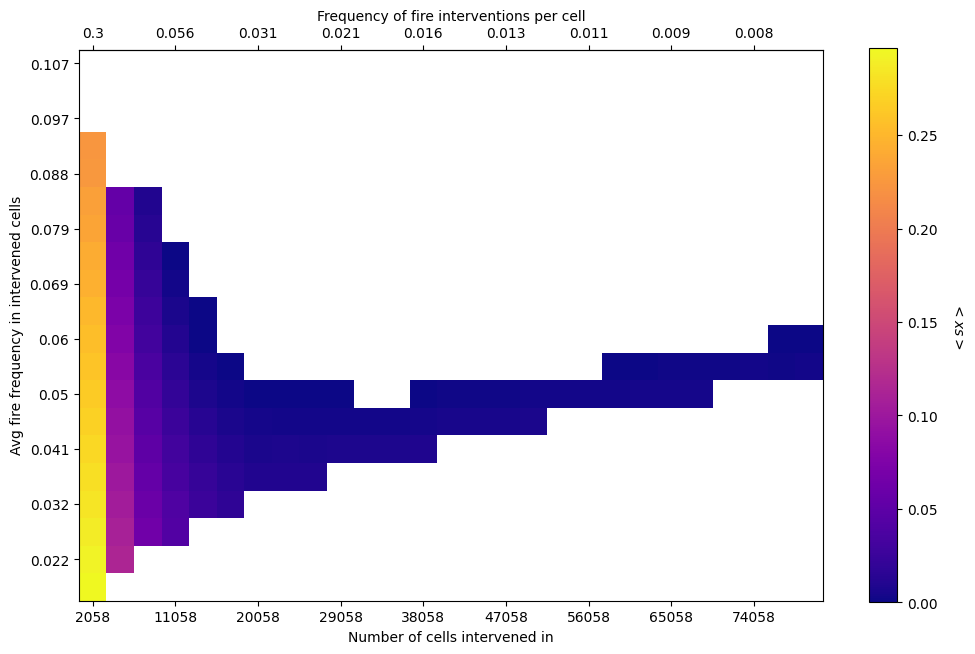 Frequency of fire interventions per cell
0.3 0.056 0.031 0.021 0.016 0.013 0.011 0.009 0.008
0.107
0.097
0.088
0.079
0.069
0.06
0.05
0.041
0.032
0.022
Avg fire frequency in intervened cells
2058 11058 20058 29058 38058 47058 56058 65058 74058
Number of cells intervened in
0.25
0.20
0.15
0.10
0.05
0.00
< sx >